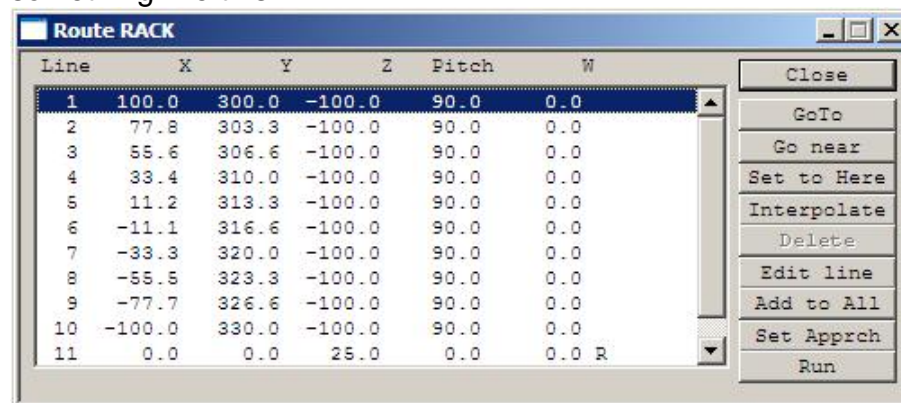 Route RACK
Line X Y Z Pitch W
1 100.0 300.0 -100.0 90.0 0.0
2 77.8 303.3 -100.0 90.0 0.0
3 55.6 306.6 -100.0 90.0 0.0
4 33.4 310.0 -100.0 90.0 0.0
5 11.2 313.3 -100.0 90.0 0.0
6 -11.1 316.6 -100.0 90.0 0.0
7 -33.3 320.0 -100.0 90.0 0.0
8 -55.5 323.3 -100.0 90.0 0.0
9 -77.7 326.6 -100.0 90.0 0.0
10 -100.0 330.0 -100.0 90.0 0.0
11 0.0 0.0 25.0 0.0 0.0 R
Close
GoTo
Go near
Set to Here
Interpolate
Delete
Edit line
Add to All
Set Apprch
Run